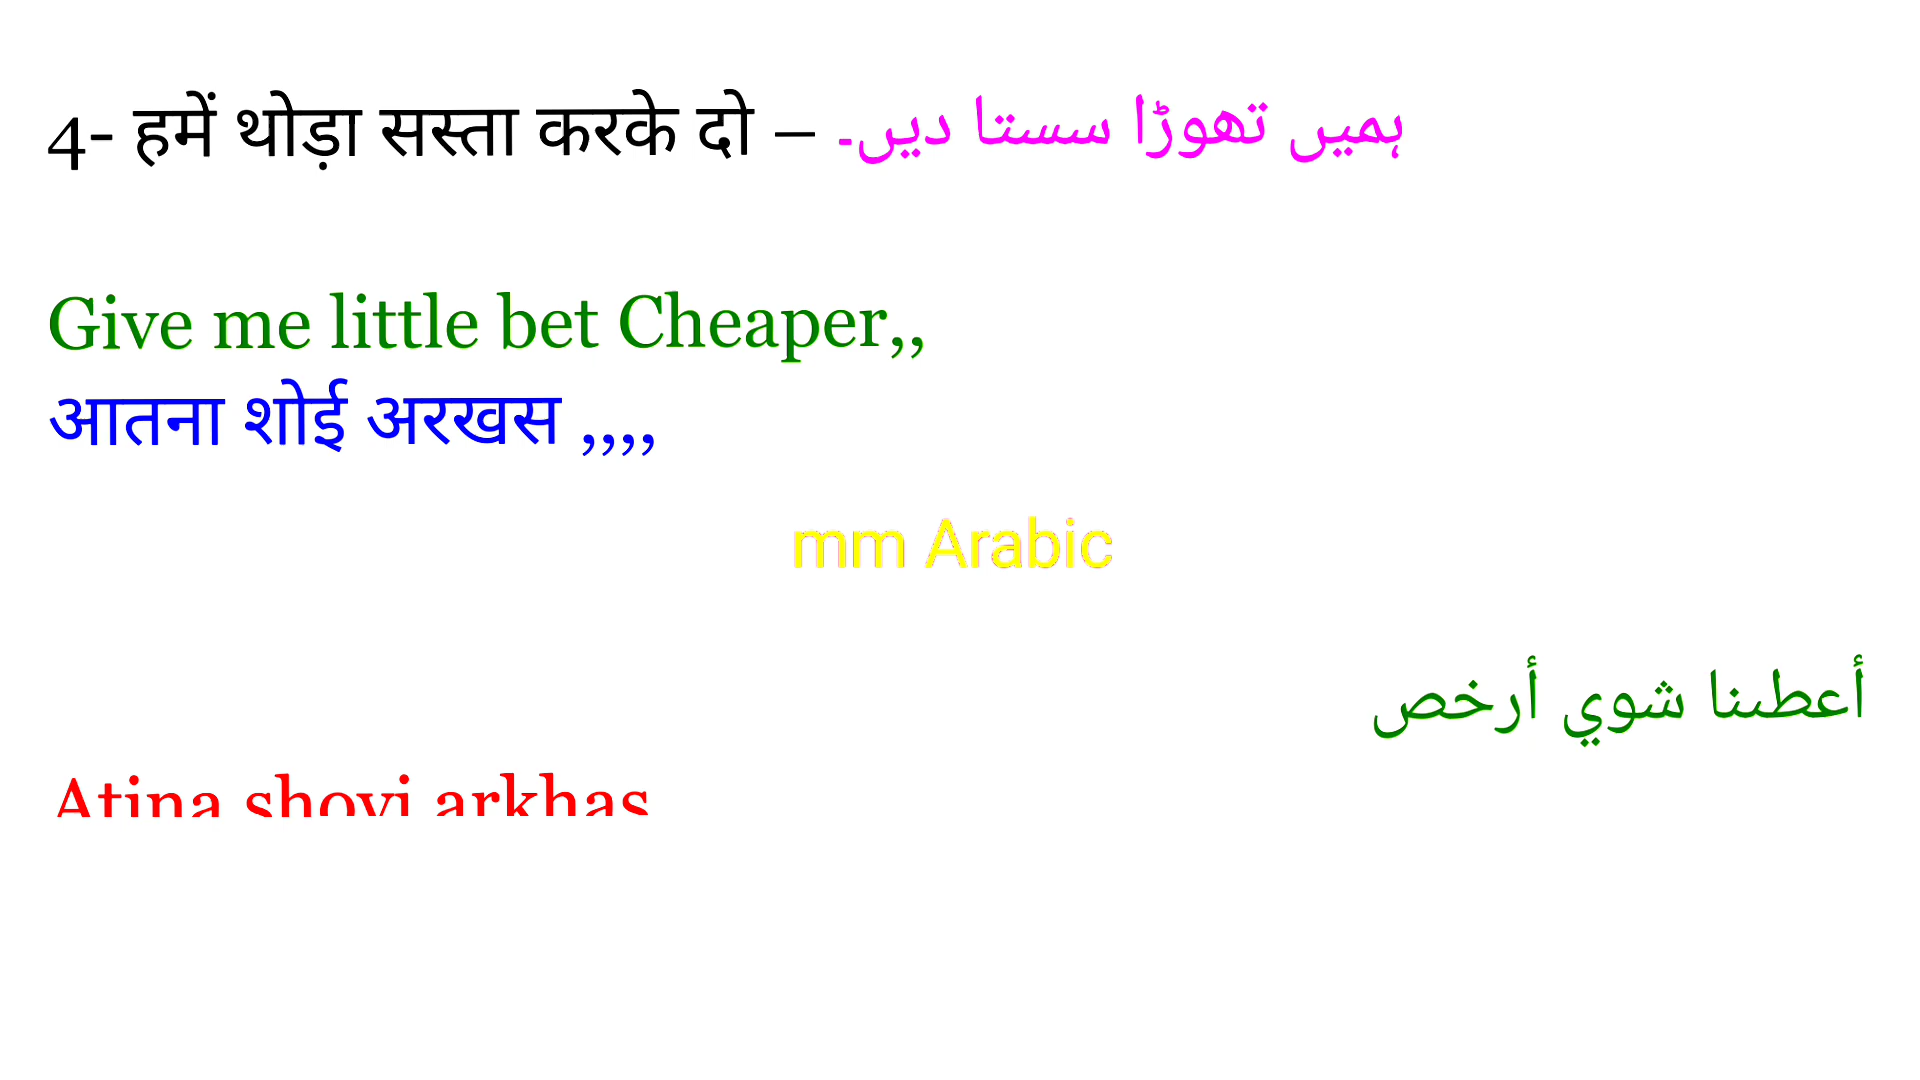 4- हमें थोड़ा सस्ता करके दो – ہمیں تھوڑا سستا دیں۔
Give me little bet Cheaper,,
आतना शोई अरखस ,,,,
mm Arabic
أعطىنا شوي أرخص
Atina shovi arkhas